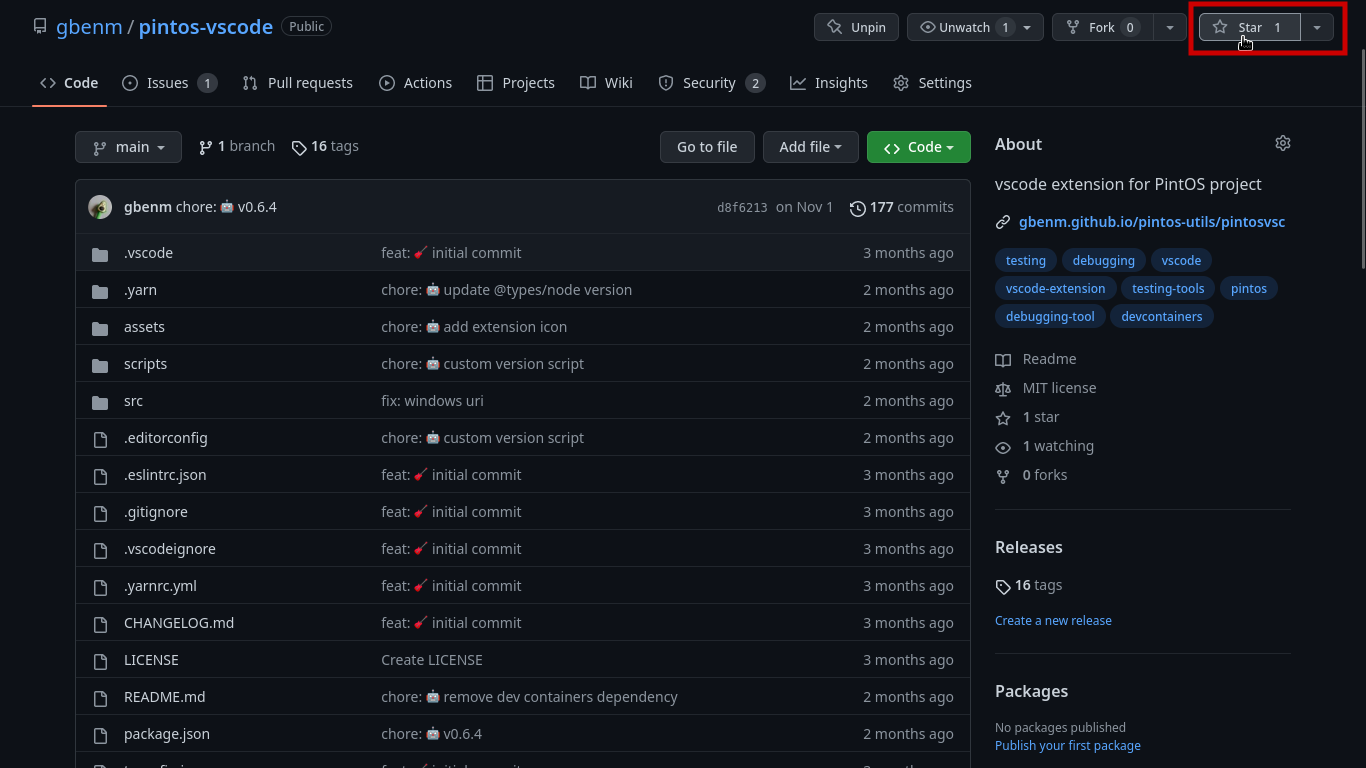 gbenm / pintos-vscode Public Unpin Unwatch 1 Fork 0 Star 1
Code Issues 1 Pull requests Actions Projects Wiki Security 2 Insights Settings
main 1 branch 16 tags Go to file Add file Code
gbenm chore: 🤖 v0.6.4 d8f6213 on Nov 1 177 commits
.vscode feat: 🎸 initial commit 3 months ago
.yarn chore: 🤖 update @types/node version 2 months ago
assets chore: 🤖 add extension icon 2 months ago
scripts chore: 🤖 custom version script 2 months ago
src fix: windows uri 2 months ago
.editorconfig chore: 🤖 custom version script 2 months ago
.eslintrc.json feat: 🎸 initial commit 3 months ago
.gitignore feat: 🎸 initial commit 3 months ago
.vscodeignore feat: 🎸 initial commit 3 months ago
.yarnrc.yml feat: 🎸 initial commit 3 months ago
CHANGELOG.md feat: 🎸 initial commit 3 months ago
LICENSE Create LICENSE 3 months ago
README.md chore: 🤖 remove dev containers dependency 2 months ago
package.json chore: 🤖 v0.6.4 2 months ago
About
vscode extension for PintOS project
gbenm.github.io/pintos-utils/pintosvsc
testing debugging vscode
vscode-extension testing-tools pintos
debugging-tool devcontainers
Readme
MIT license
1 star
1 watching
0 forks
Releases
16 tags
Create a new release
Packages
No packages published
Publish your first package